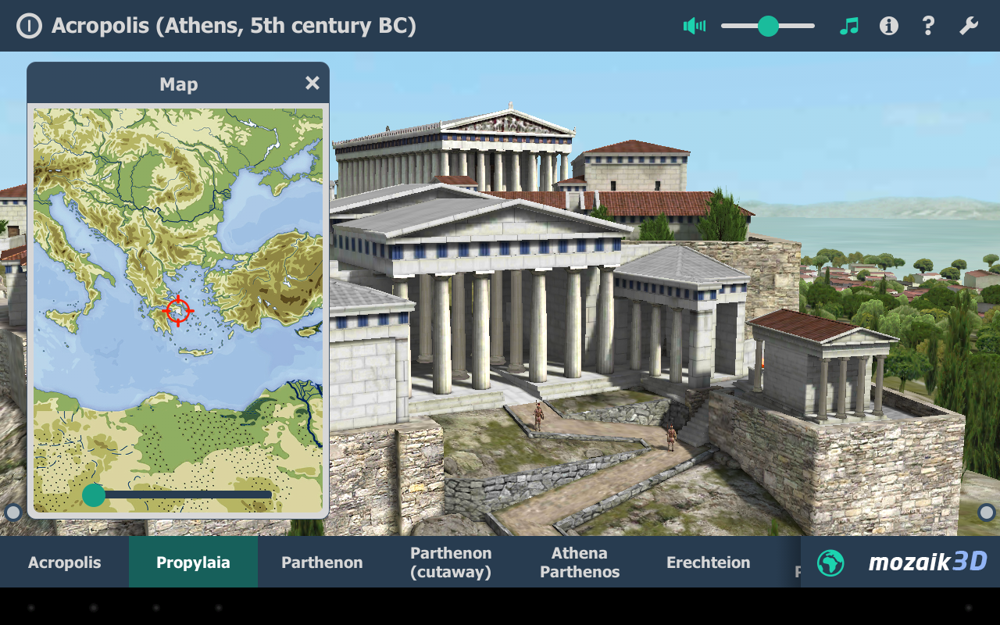 Acropolis (Athens, 5th century BC)
Map
Acropolis
Propylaia
Parthenon
Parthenon
(cutaway)
Athena
Parthenos
Erechteion
mozaik3D